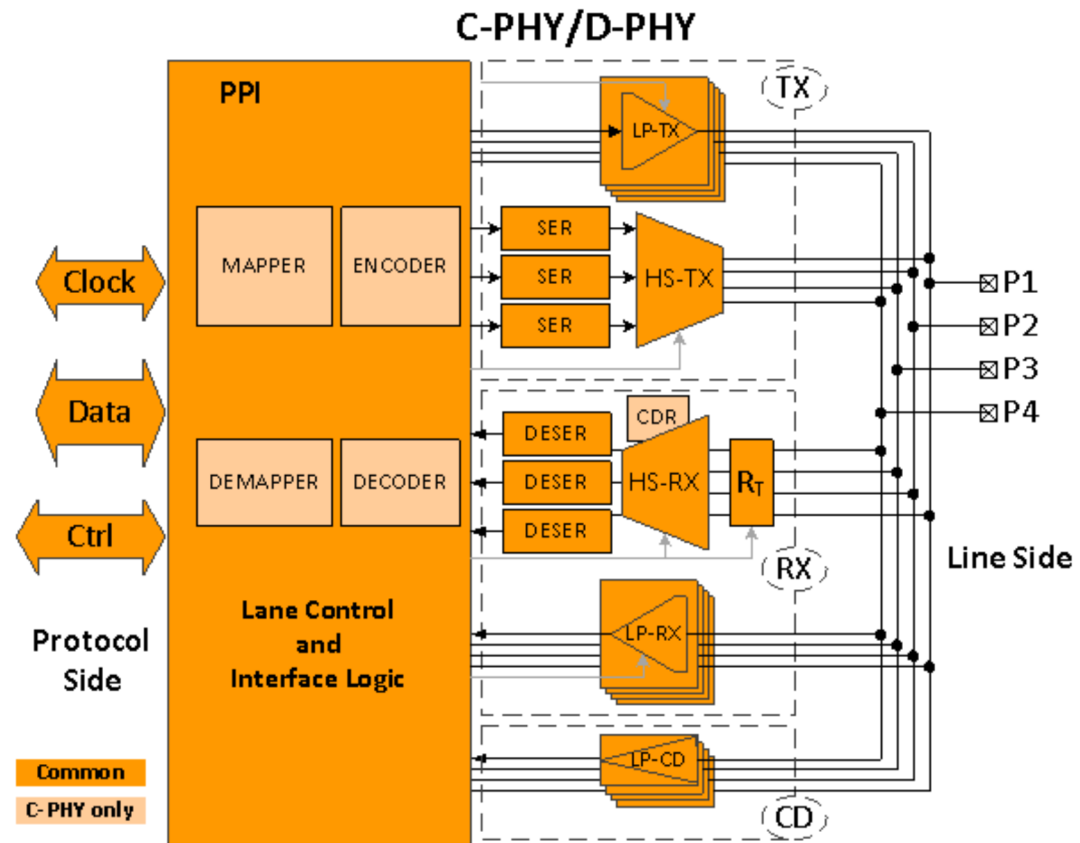 C-PHY/D-PHY
PPI
TX
LP-TX
MAPPER
ENCODER
SER
SER
SER
HS-TX
Clock
Data
Ctrl
P1
P2
P3
P4
CDR
DESER
DESER
DESER
HS-RX
RT
DEMAPPER
DECODER
RX
Line Side
Protocol
Side
Lane Control
and
Interface Logic
LP-RX
LP-CD
CD
Common
C-PHY only